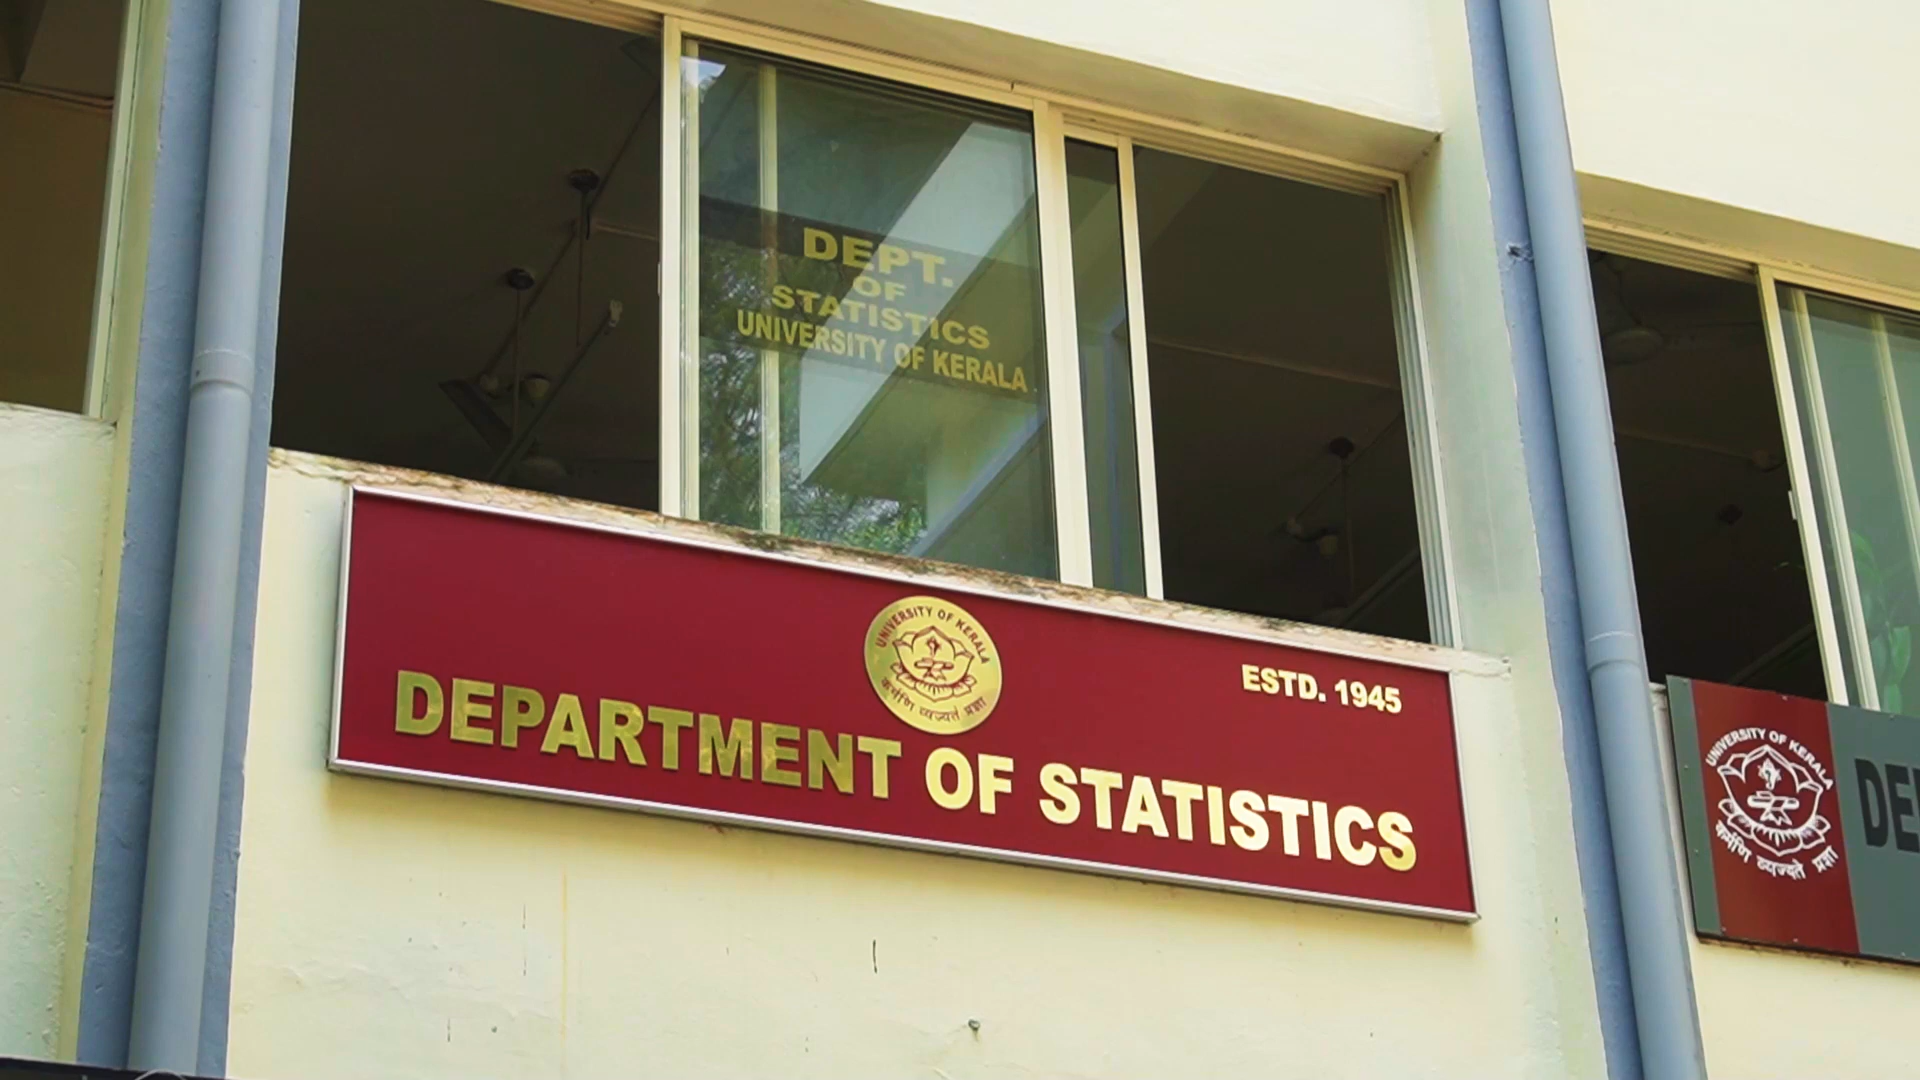 DEPT.
OF
STATISTICS
UNIVERSITY OF KERALA
UNIVERSITY OF KERALA
कर्मणि व्यज्यते प्रज्ञा
ESTD. 1945
DEPARTMENT OF STATISTICS
UNIVERSITY OF KERALA
कर्मणि व्यज्यते प्रज्ञा
DE